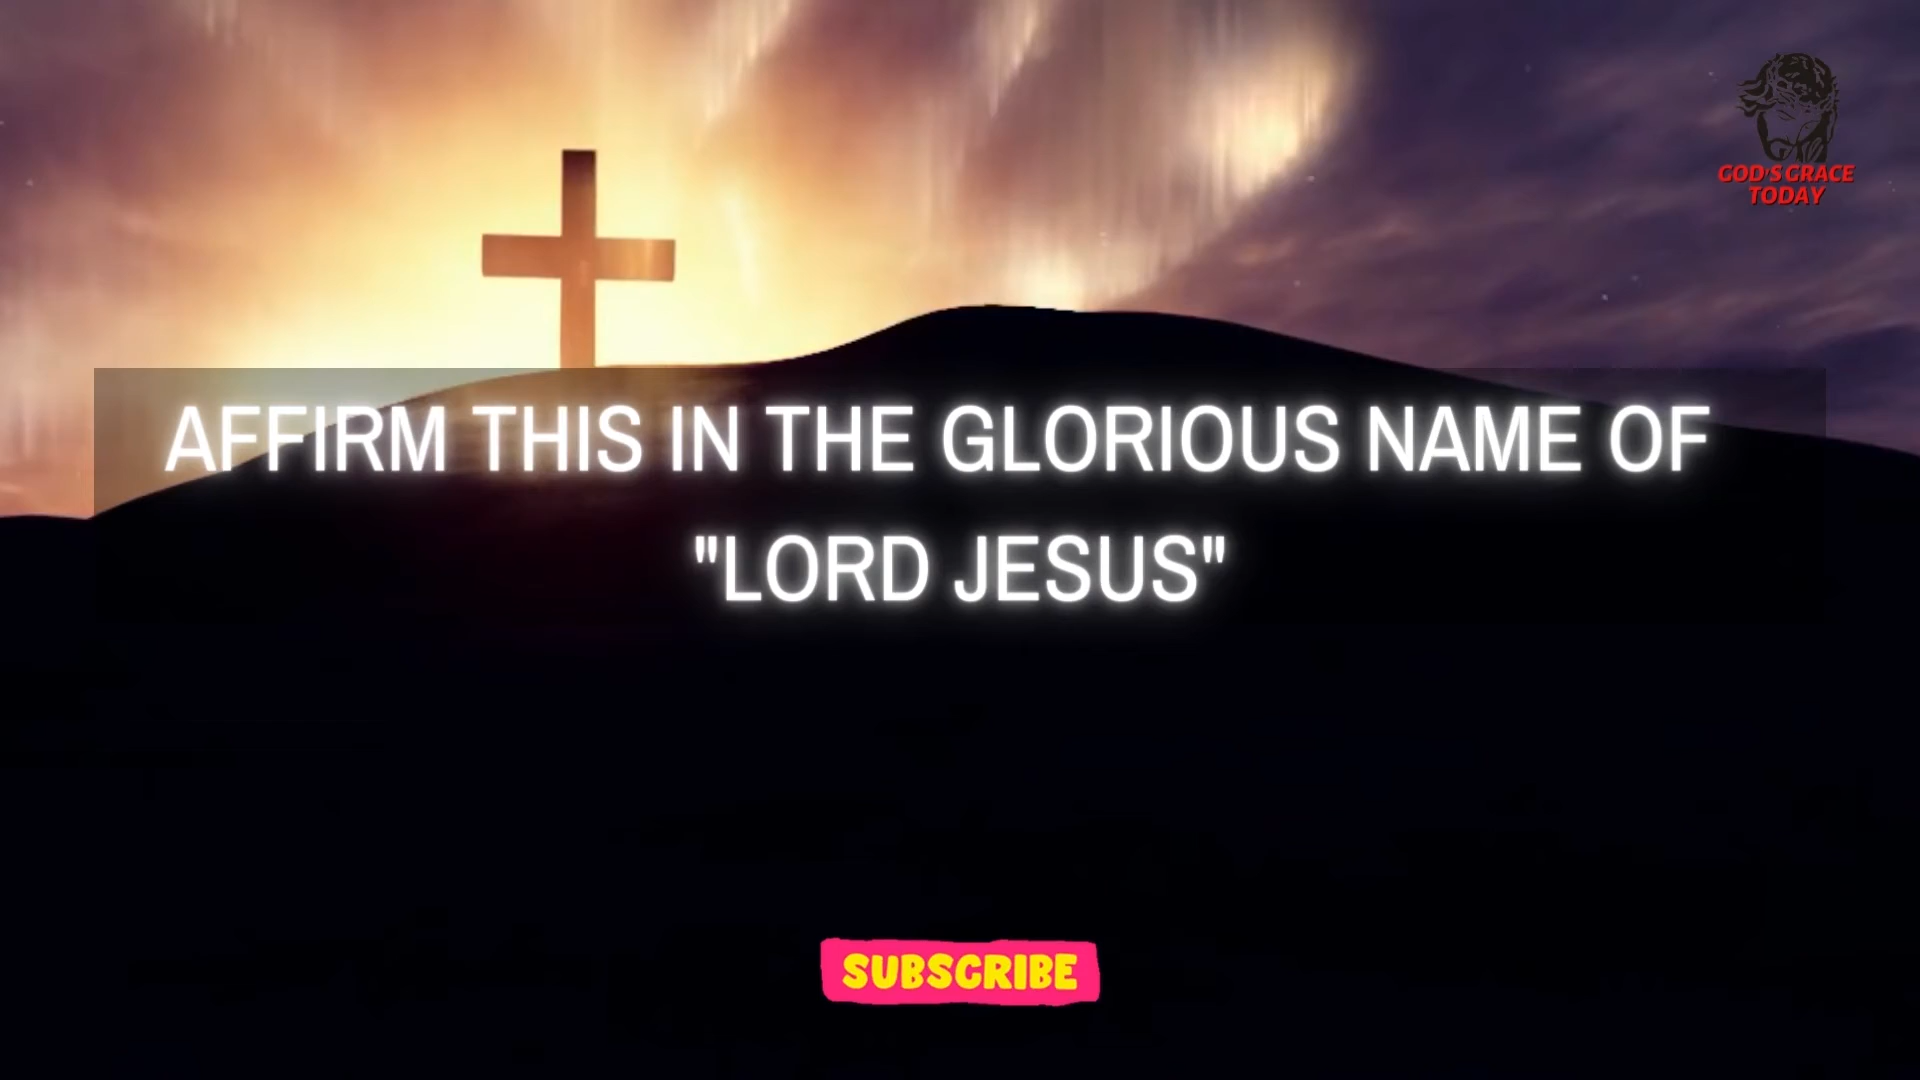 GOD'S GRACE
TODAY
AFFIRM THIS IN THE GLORIOUS NAME OF
"LORD JESUS"
SUBSCRIBE